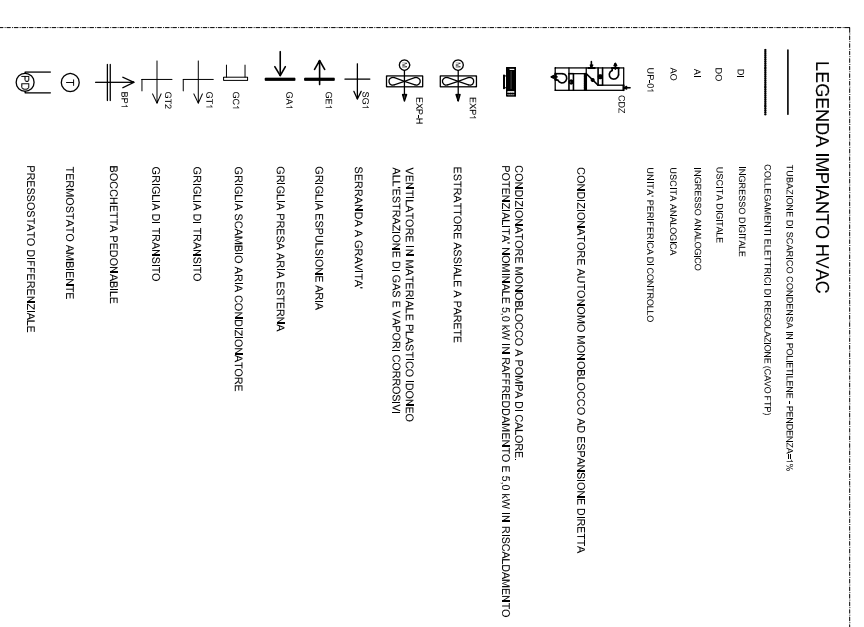 LEGENDA IMPIANTO HVAC
TUBAZIONE DI SCARICO CONDENSA IN POLIETILENE - PENDENZA=1%
COLLEGAMENTI ELETTRICI DI REGOLAZIONE (CAVO FTP)
DI INGRESSO DIGITALE
DO USCITA DIGITALE
AI INGRESSO ANALOGICO
AO USCITA ANALOGICA
UP-01 UNITA' PERIFERICA DI CONTROLLO
CDZ CONDIZIONATORE AUTONOMO MONOBLOCCO AD ESPANSIONE DIRETTA
CONDIZIONATORE MONOBLOCCO A POMPA DI CALORE.
POTENZIALITA' NOMINALE 5,0 kW IN RAFFREDDAMENTO E 5,0 kW IN RISCALDAMENTO
M EXP1 ESTRATTORE ASSIALE A PARETE
M EXP-H VENTILATORE IN MATERIALE PLASTICO IDONEO
ALL'ESTRAZIONE DI GAS E VAPORI CORROSIVI
SG1 SERRANDA A GRAVITA'
GE1 GRIGLIA ESPULSIONE ARIA
GA1 GRIGLIA PRESA ARIA ESTERNA
GC1 GRIGLIA SCAMBIO ARIA CONDIZIONATORE
GT1 GRIGLIA DI TRANSITO
GT2 GRIGLIA DI TRANSITO
BP1 BOCCHETTA PEDONABILE
T TERMOSTATO AMBIENTE
PD PRESSOSTATO DIFFERENZIALE